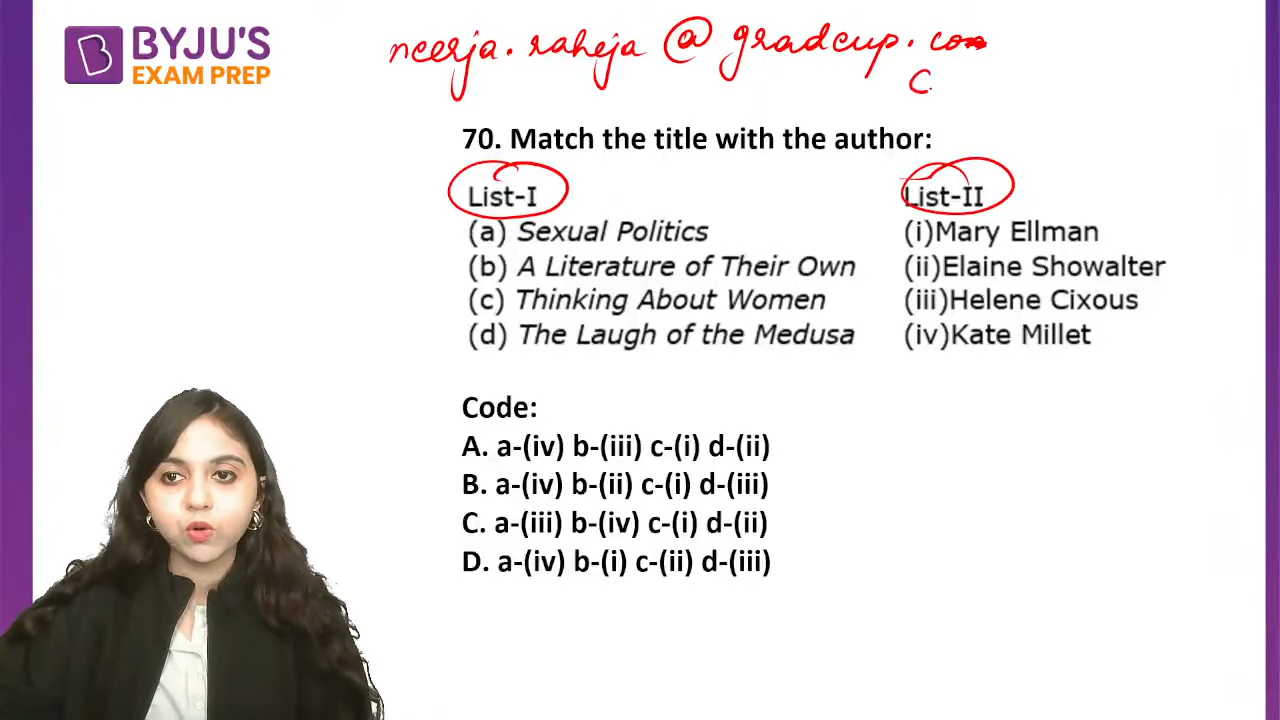 BYJU'S
EXAM PREP
neerja.raheja @ gradcup.com
C
70. Match the title with the author:
List-I List-II
(a) Sexual Politics (i)Mary Ellman
(b) A Literature of Their Own (ii)Elaine Showalter
(c) Thinking About Women (iii)Helene Cixous
(d) The Laugh of the Medusa (iv)Kate Millet
Code:
A. a-(iv) b-(iii) c-(i) d-(ii)
B. a-(iv) b-(ii) c-(i) d-(iii)
C. a-(iii) b-(iv) c-(i) d-(ii)
D. a-(iv) b-(i) c-(ii) d-(iii)